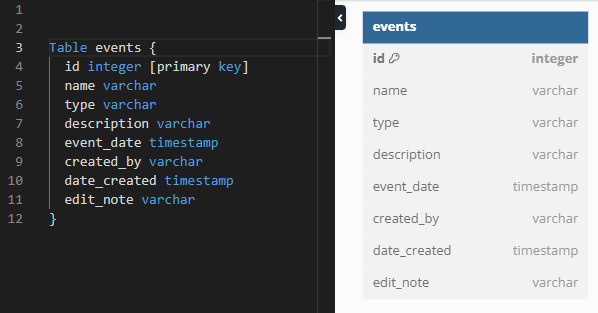 1
2
3 Table events {
4 id integer [primary key]
5 name varchar
6 type varchar
7 description varchar
8 event_date timestamp
9 created_by varchar
10 date_created timestamp
11 edit_note varchar
12 }
events
id integer
name varchar
type varchar
description varchar
event_date timestamp
created_by varchar
date_created timestamp
edit_note varchar